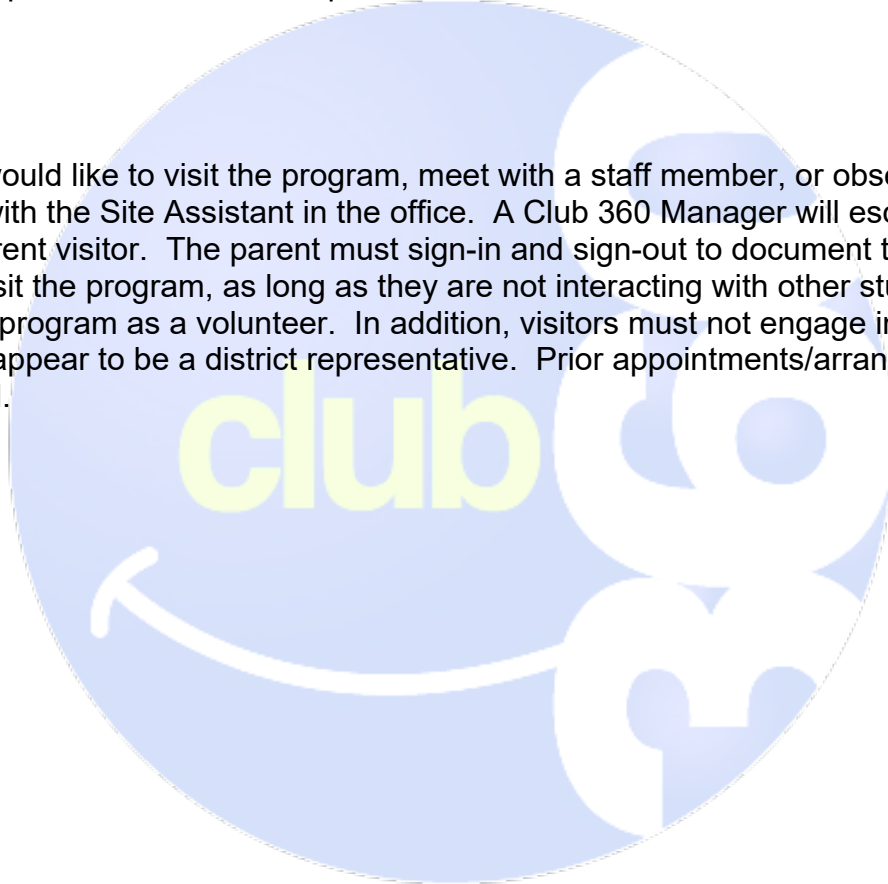 ould like to visit the program, meet with a staff member, or obse
with the Site Assistant in the office.  A Club 360 Manager will esc
rent visitor.  The parent must sign-in and sign-out to document t
sit the program, as long as they are not interacting with other stu
program as a volunteer.  In addition, visitors must not engage in
appear to be a district representative.  Prior appointments/arran
.
club
360